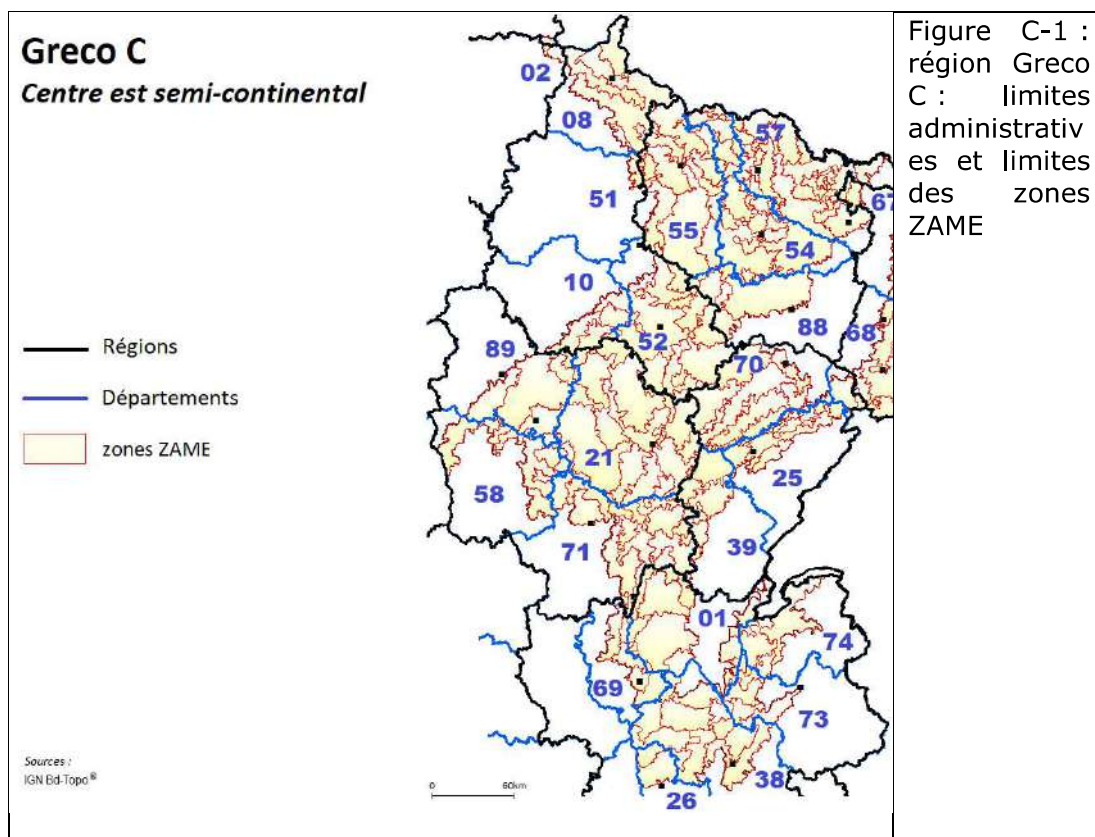 Greco C
Centre est semi-continental
Régions
Départements
zones ZAME
Sources :
IGN Bd-Topo®
0 60km
02
08
57
51
67
55
54
10
88
68
52
89
70
21
25
58
39
71
01
74
69
73
38
26
Figure C-1 :
région Greco
C : limites
administrativ
es et limites
des zones
ZAME